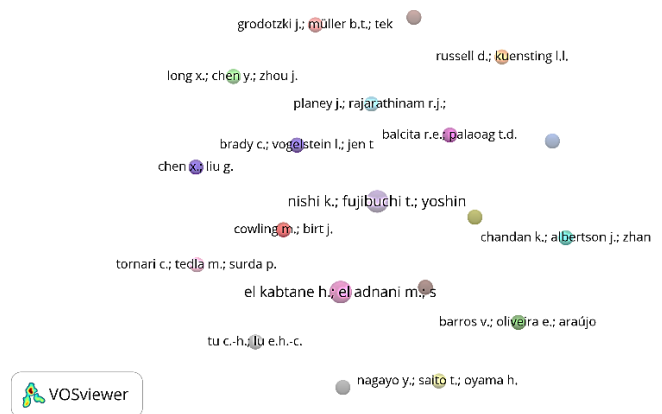 grodotzki j.; müller b.t.; tek
russell d.; kuensting l.l.
long x.; chen y.; zhou j.
planey j.; rajarathinam r.j.;
balcita r.e.; palaoag t.d.
brady c.; vogelstein l.; jen t
chen x.; liu g.
nishi k.; fujibuchi t.; yoshin
cowling m.; birt j.
chandan k.; albertson j.; zhan
tornari c.; tedla m.; surda p.
el kabtane h.; el adnani m.; s
barros v.; oliveira e.; araújo
tu c.-h.; lu e.h.-c.
nagayo y.; saito t.; oyama h.
VOSviewer